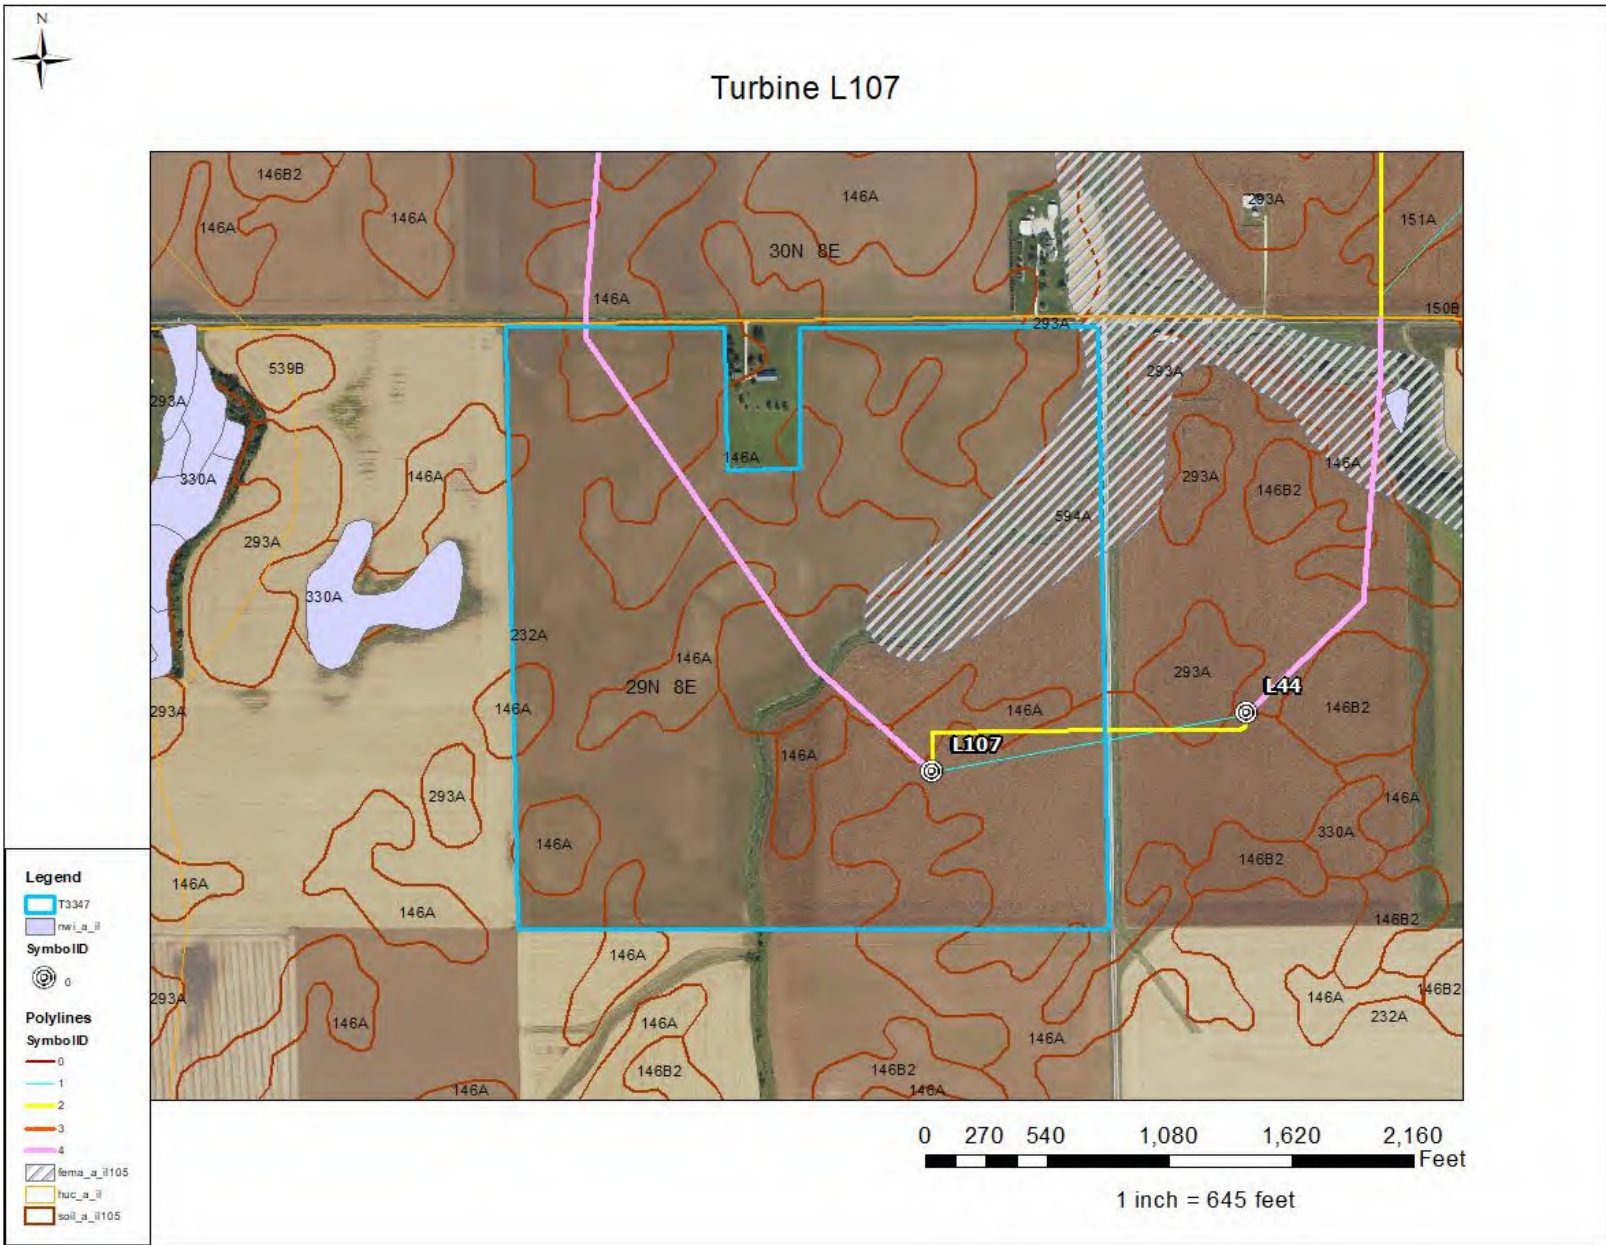 N
Turbine L107
146B2
146A
146A
146A
293A
151A
30N 8E
146A
150B
293A
539B
293A
293A
146A
146A
146A
293A
146B2
330A
594A
293A
330A
232A
146A
293A
29N 8E
L44
293A
146A
146A
146B2
L107
146A
293A
146A
330A
146A
146B2
146A
146A
146B2
146A
293A
146A
146B2
146A
146A
232A
146A
146B2
146B2
146A
146A
Legend
T3347
nwi_a_il
SymbolID
0
Polylines
SymbolID
0
1
2
3
4
fema_a_il105
huc_a_il
soil_a_il105
0 270 540 1,080 1,620 2,160
Feet
1 inch = 645 feet